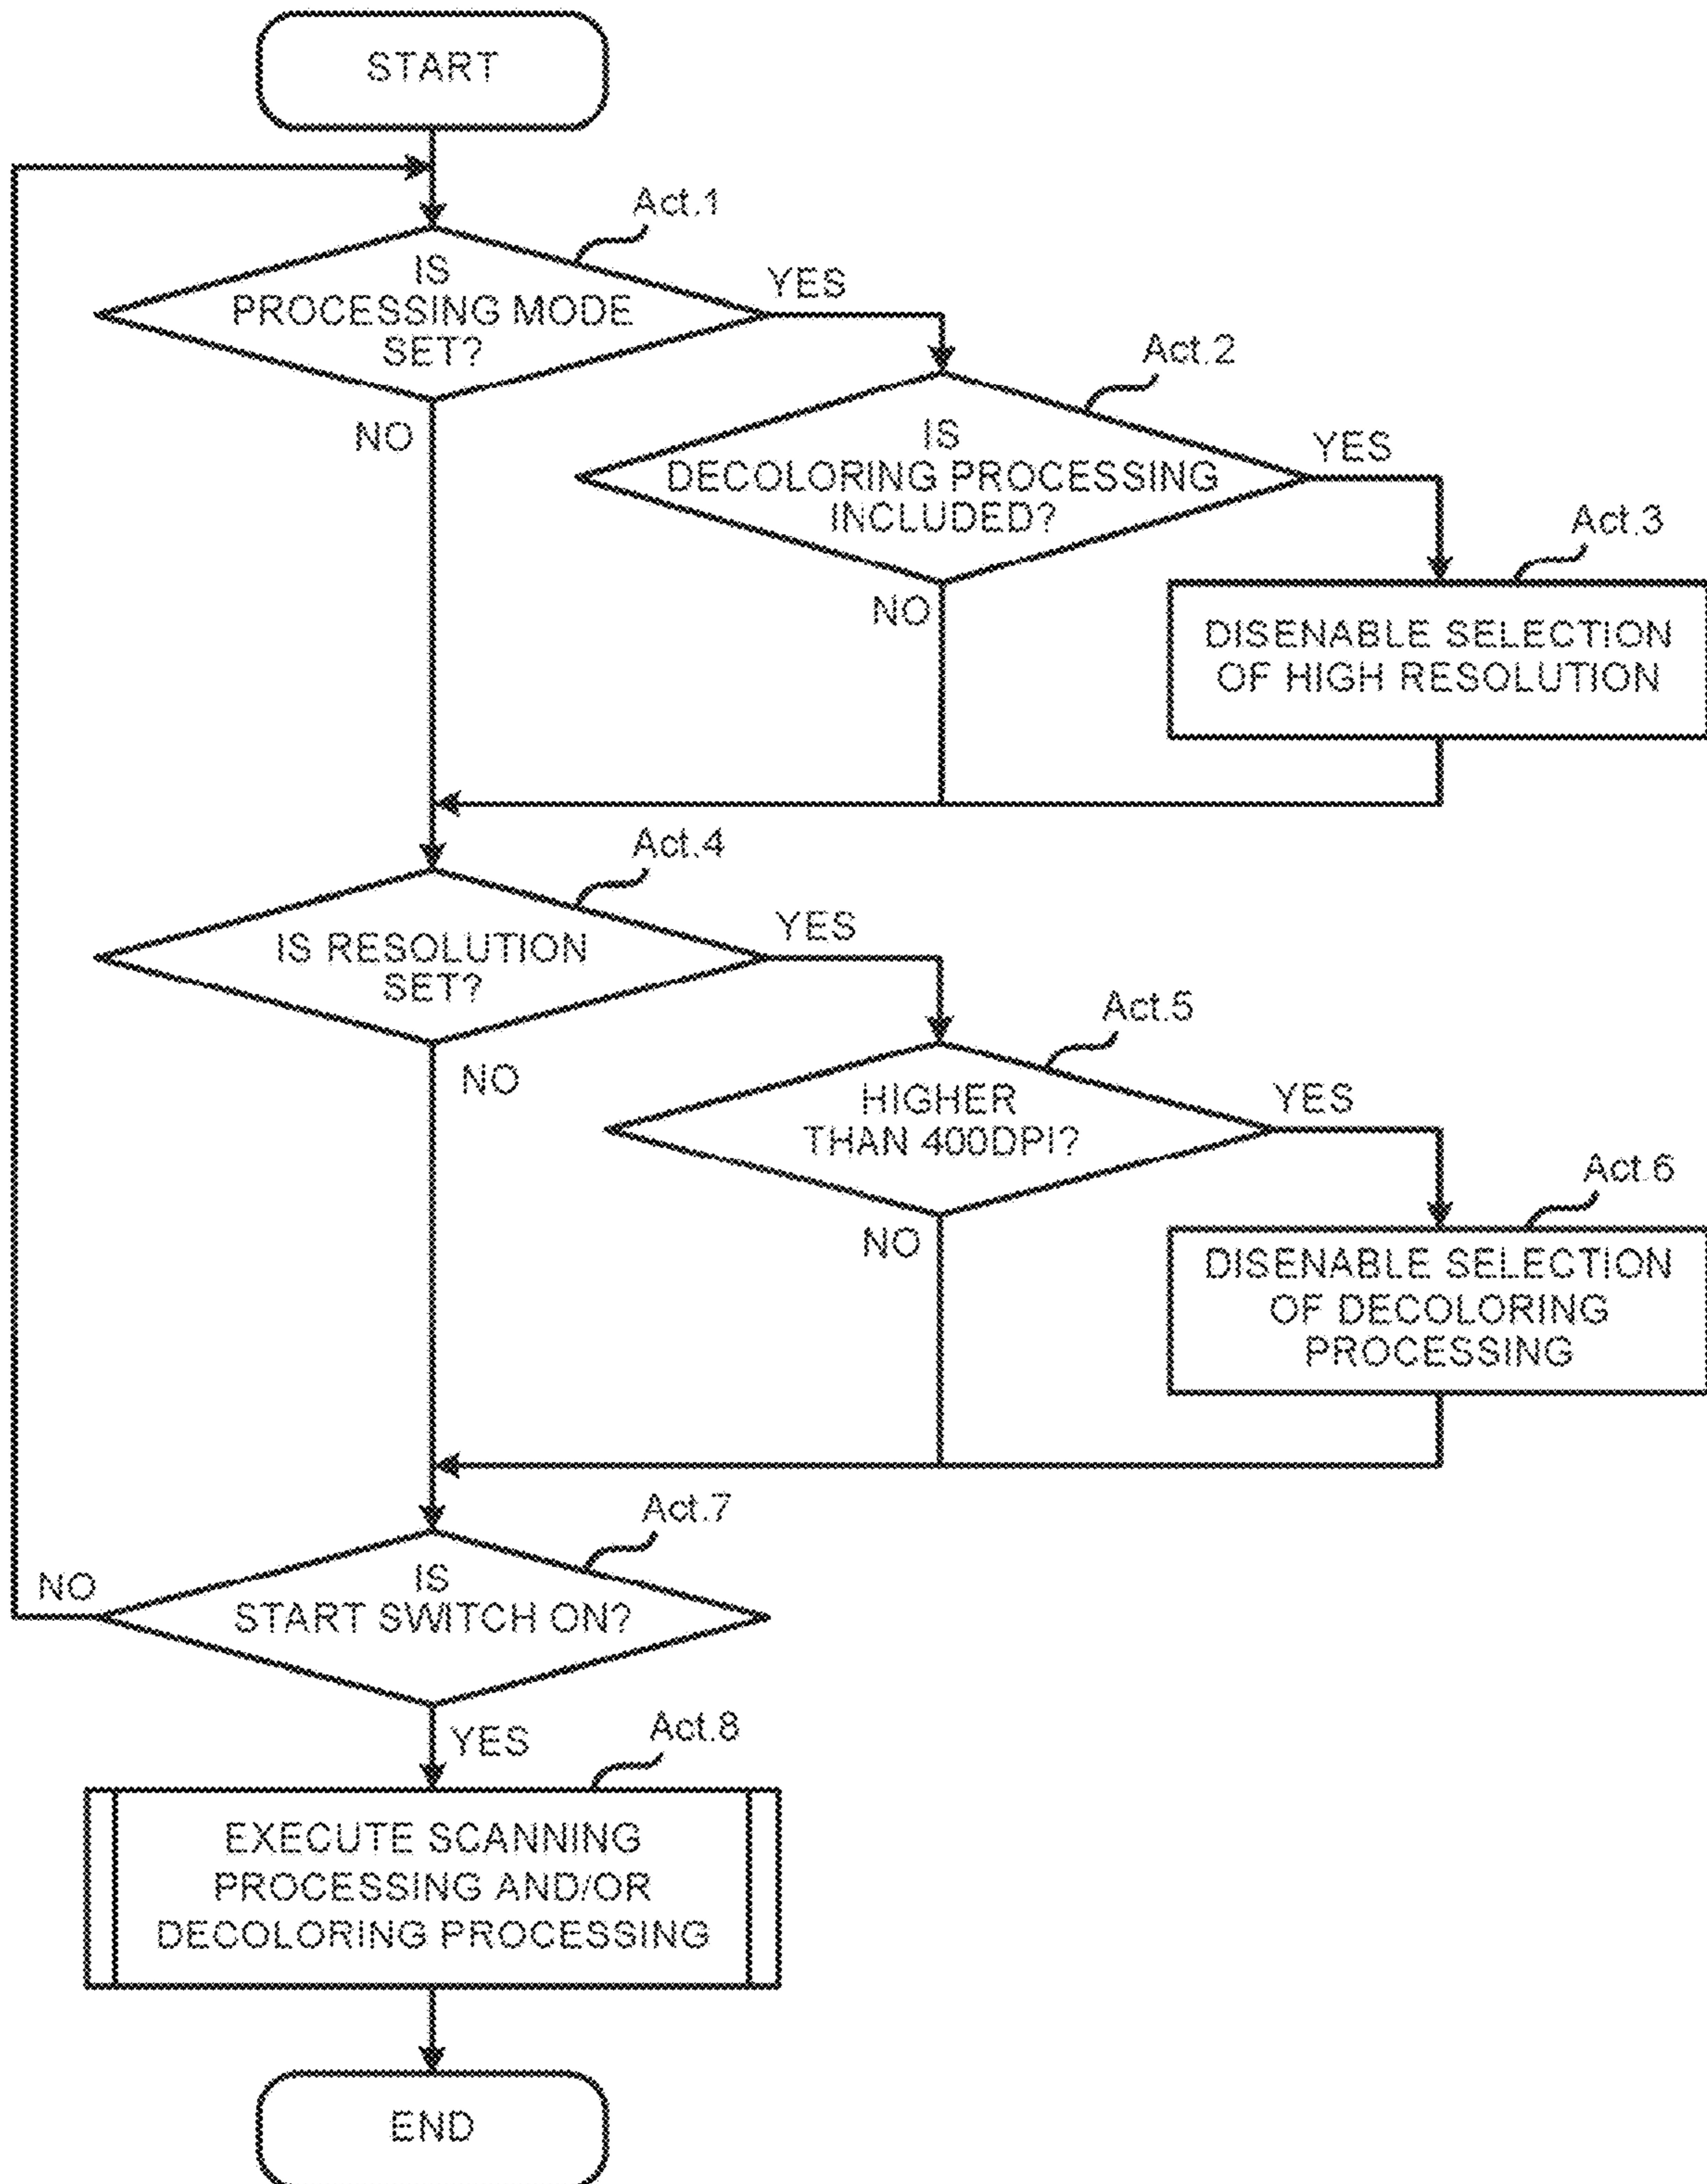 START
Act.1
IS
PROCESSING MODE
SET?
YES
NO
Act.2
IS
DECOLORING PROCESSING
INCLUDED?
YES
NO
Act.3
DISENABLE SELECTION
OF HIGH RESOLUTION
Act.4
IS RESOLUTION
SET?
YES
NO
Act.5
HIGHER
THAN 400DPI?
YES
NO
Act.6
DISENABLE SELECTION
OF DECOLORING
PROCESSING
Act.7
IS
START SWITCH ON?
NO
YES
Act.8
EXECUTE SCANNING
PROCESSING AND/OR
DECOLORING PROCESSING
END